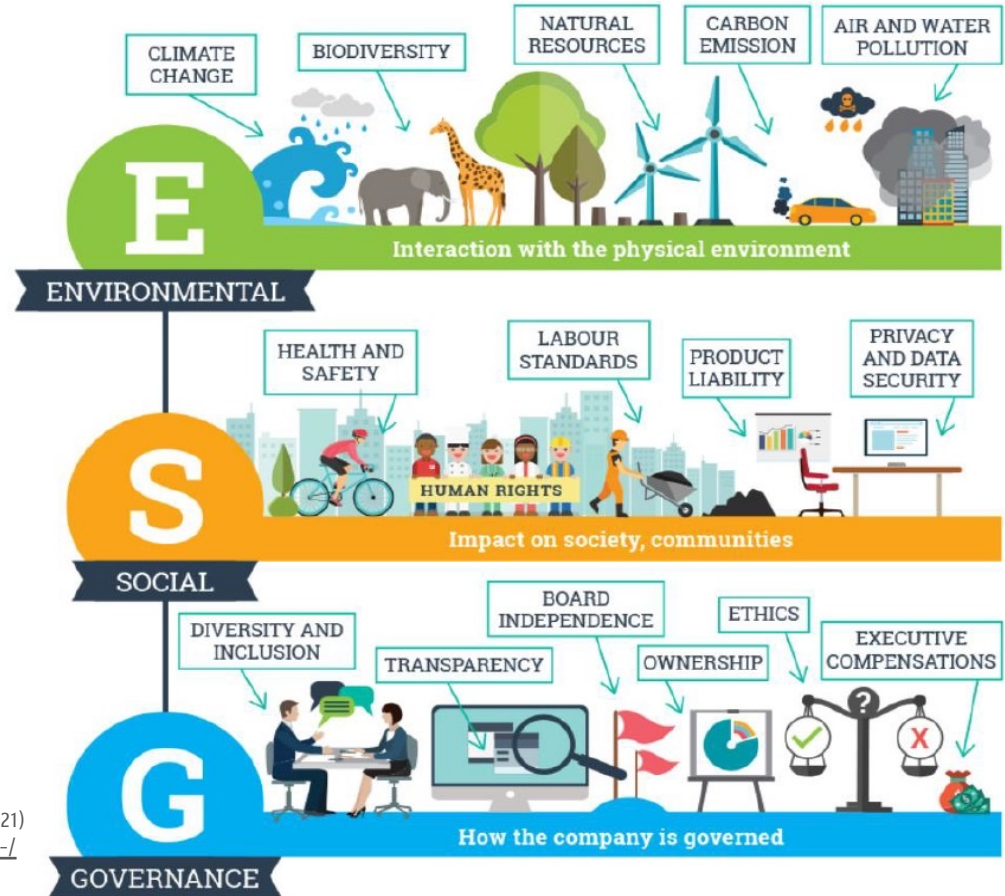 CLIMATE
CHANGE
BIODIVERSITY
NATURAL
RESOURCES
CARBON
EMISSION
AIR AND WATER
POLLUTION
E
Interaction with the physical environment
ENVIRONMENTAL
HEALTH AND
SAFETY
LABOUR
STANDARDS
PRODUCT
LIABILITY
PRIVACY
AND DATA
SECURITY
HUMAN RIGHTS
S
Impact on society, communities
SOCIAL
DIVERSITY AND
INCLUSION
TRANSPARENCY
BOARD
INDEPENDENCE
OWNERSHIP
ETHICS
EXECUTIVE
COMPENSATIONS
?
X
G
21)
-/
How the company is governed
GOVERNANCE